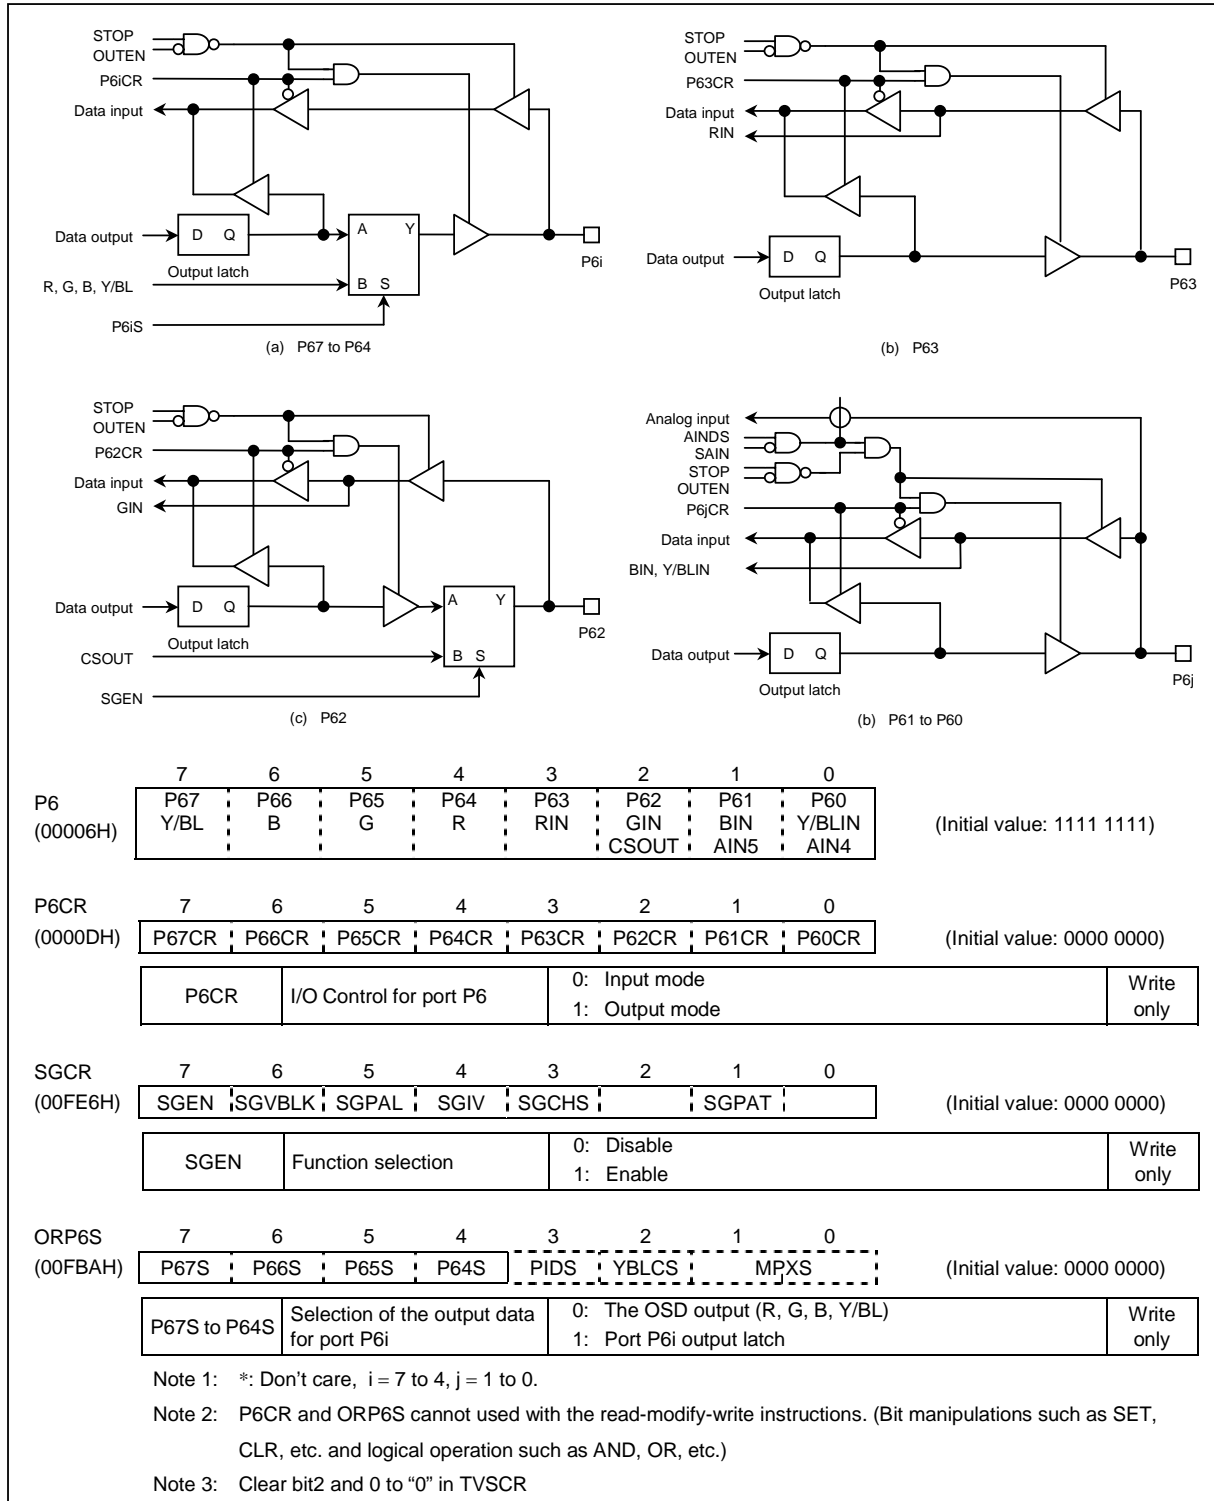 STOP
OUTEN
P6iCR
Data input
Data output
D Q
Output latch
A Y
B S
R, G, B, Y/BL
P6iS
P6i
(a) P67 to P64
STOP
OUTEN
P63CR
Data input
RIN
Data output
D Q
Output latch
P63
(b) P63
STOP
OUTEN
P62CR
Data input
GIN
Data output
D Q
Output latch
A Y
B S
CSOUT
SGEN
P62
(c) P62
Analog input
AINDS
SAIN
STOP
OUTEN
P6jCR
Data input
BIN, Y/BLIN
Data output
D Q
Output latch
P6j
(b) P61 to P60
7 6 5 4 3 2 1 0
P6 P67 P66 P65 P64 P63 P62 P61 P60
(00006H) Y/BL B G R RIN GIN BIN Y/BLIN (Initial value: 1111 1111)
CSOUT AIN5 AIN4
P6CR 7 6 5 4 3 2 1 0
(0000DH) P67CR P66CR P65CR P64CR P63CR P62CR P61CR P60CR (Initial value: 0000 0000)
P6CR I/O Control for port P6 0: Input mode Write
1: Output mode only
SGCR 7 6 5 4 3 2 1 0
(00FE6H) SGEN SGVBLK SGPAL SGIV SGCHS SGPAT (Initial value: 0000 0000)
SGEN Function selection 0: Disable Write
1: Enable only
ORP6S 7 6 5 4 3 2 1 0
(00FBAH) P67S P66S P65S P64S PIDS YBLCS MPXS (Initial value: 0000 0000)
P67S to P64S Selection of the output data 0: The OSD output (R, G, B, Y/BL) Write
for port P6i 1: Port P6i output latch only
Note 1: *: Don't care, i = 7 to 4, j = 1 to 0.
Note 2: P6CR and ORP6S cannot used with the read-modify-write instructions. (Bit manipulations such as SET,
CLR, etc. and logical operation such as AND, OR, etc.)
Note 3: Clear bit2 and 0 to “0” in TVSCR